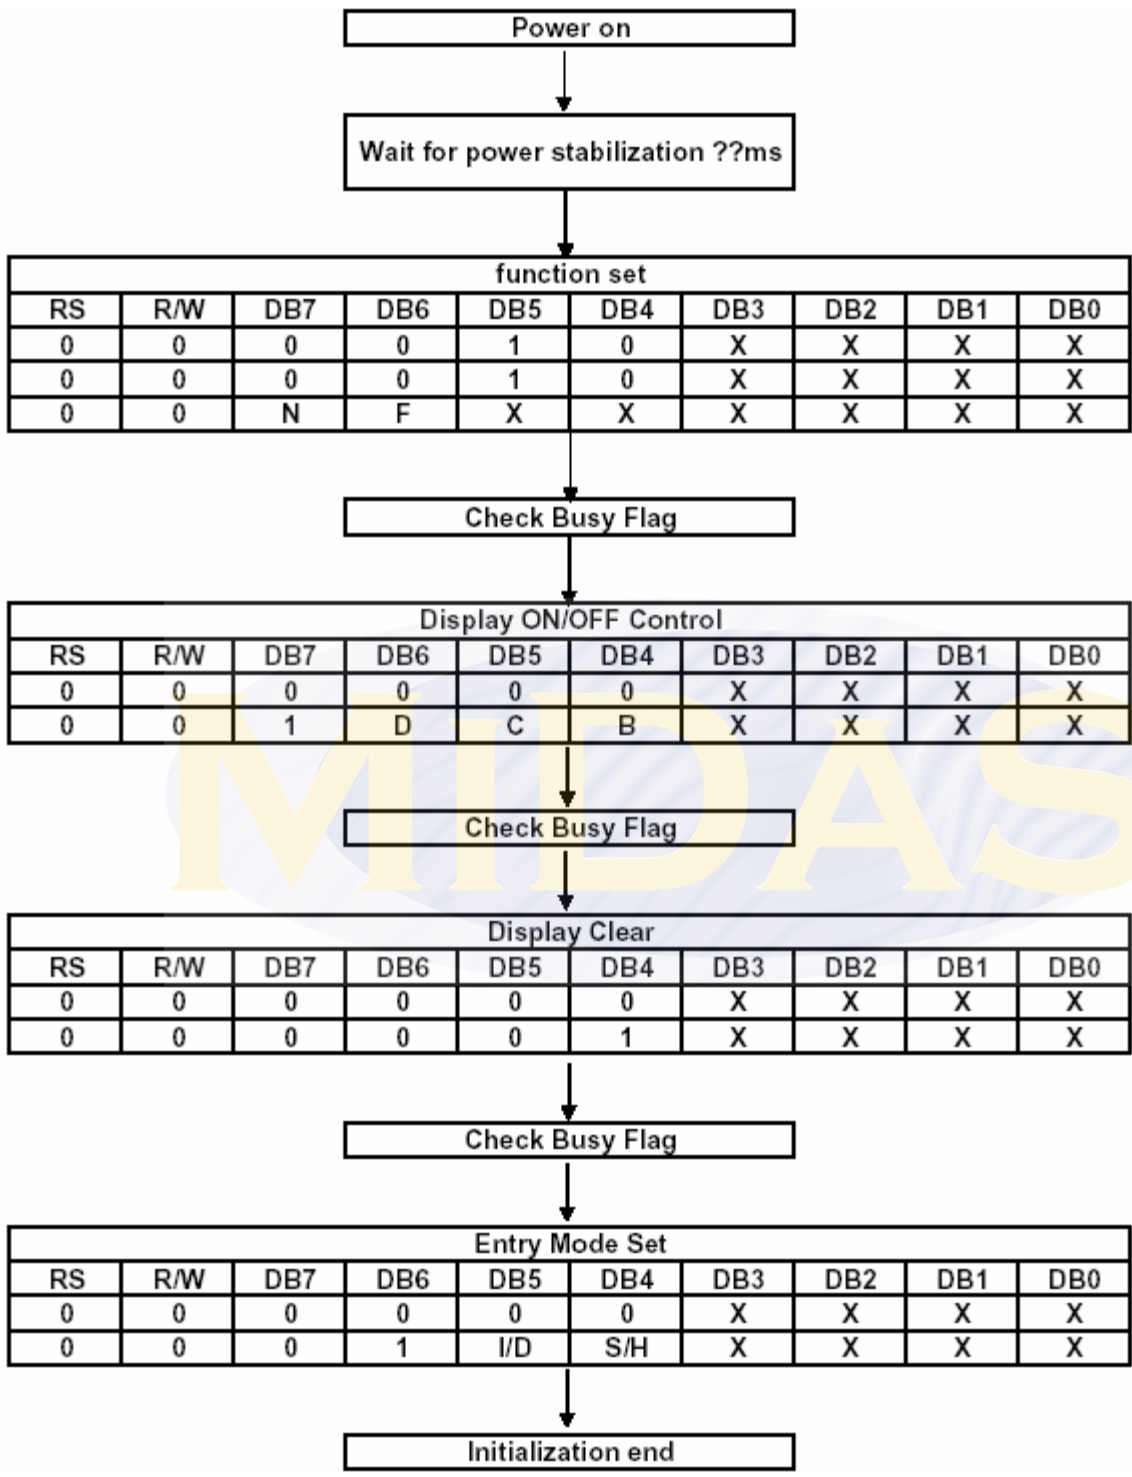 Power on
Wait for power stabilization ??ms
function set
RS R/W DB7 DB6 DB5 DB4 DB3 DB2 DB1 DB0
0 0 0 0 1 0 X X X X
0 0 0 0 1 0 X X X X
0 0 N F X X X X X X
Check Busy Flag
Display ON/OFF Control
RS R/W DB7 DB6 DB5 DB4 DB3 DB2 DB1 DB0
0 0 0 0 0 0 X X X X
0 0 1 D C B X X X X
MIDAS
Check Busy Flag
Display Clear
RS R/W DB7 DB6 DB5 DB4 DB3 DB2 DB1 DB0
0 0 0 0 0 0 X X X X
0 0 0 0 0 1 X X X X
Check Busy Flag
Entry Mode Set
RS R/W DB7 DB6 DB5 DB4 DB3 DB2 DB1 DB0
0 0 0 0 0 0 X X X X
0 0 0 1 I/D S/H X X X X
Initialization end